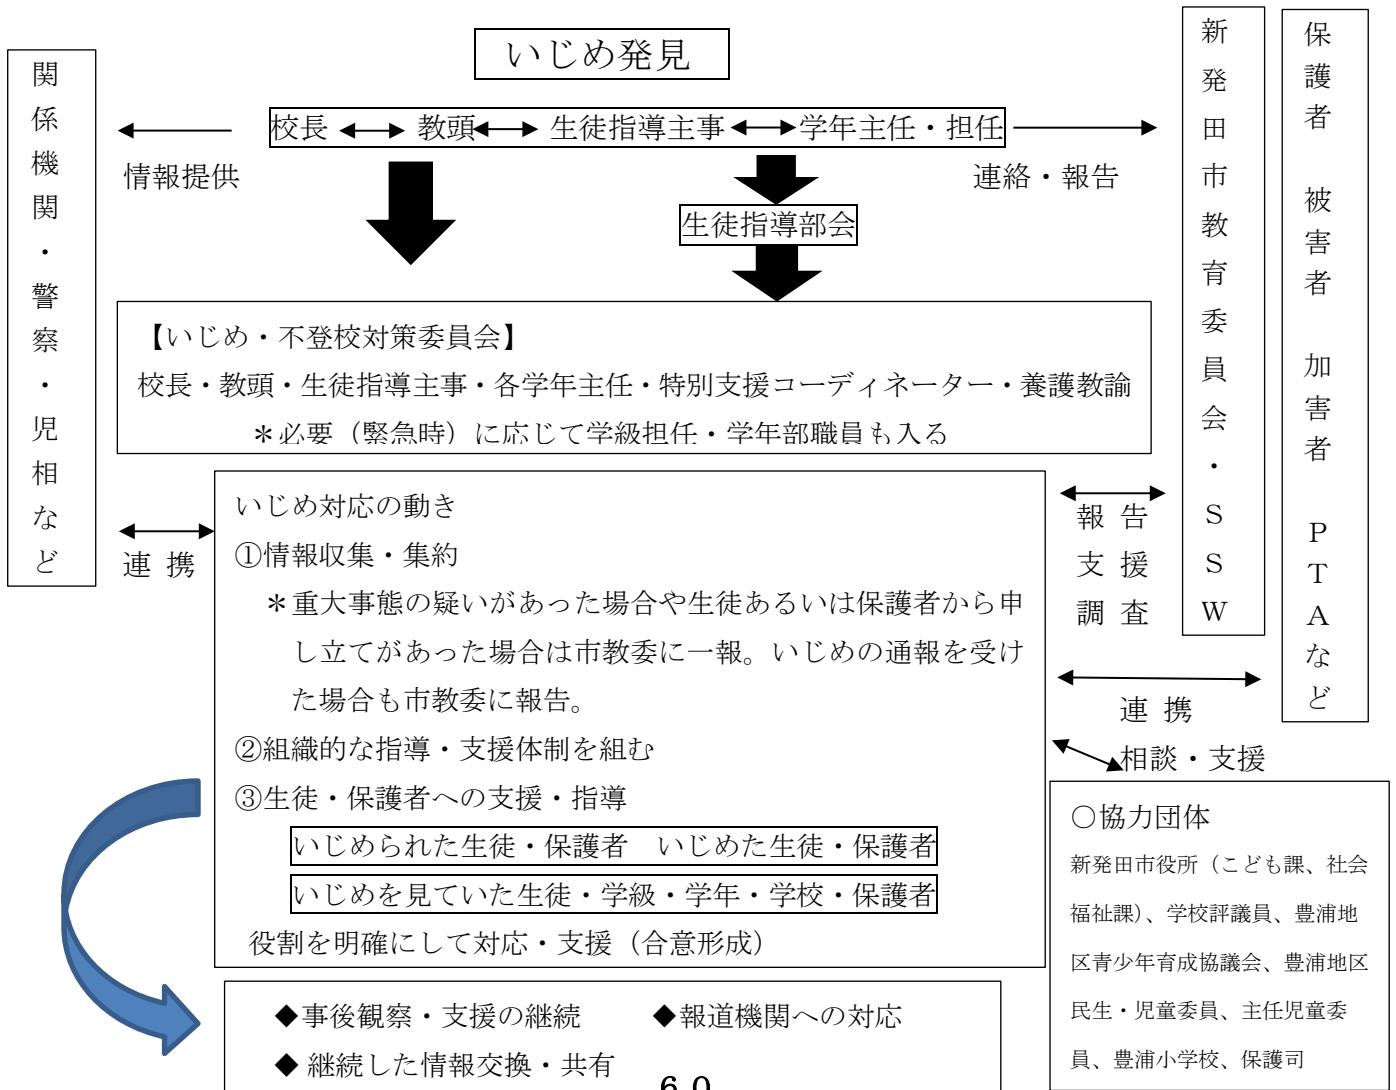 いじめ発見
関係機関・警察・児相など
校長 教頭 生徒指導主事 学年主任・担任
新発田市教育委員会・SSW
保護者 被害者 加害者 PTAなど
情報提供
連絡・報告
生徒指導部会
【いじめ・不登校対策委員会】
校長・教頭・生徒指導主事・各学年主任・特別支援コーディネーター・養護教諭
＊必要（緊急時）に応じて学級担任・学年部職員も入る
いじめ対応の動き
①情報収集・集約
＊重大事態の疑いがあった場合や生徒あるいは保護者から申
し立てがあった場合は市教委に一報。いじめの通報を受け
た場合も市教委に報告。
②組織的な指導・支援体制を組む
③生徒・保護者への支援・指導
いじめられた生徒・保護者　いじめた生徒・保護者
いじめを見ていた生徒・学級・学年・学校・保護者
役割を明確にして対応・支援（合意形成）
連 携
報 告
支 援
調 査
連 携
相談・支援
○協力団体
新発田市役所（こども課、社会
福祉課）、学校評議員、豊浦地
区青少年育成協議会、豊浦地区
民生・児童委員、主任児童委
員、豊浦小学校、保護司
◆事後観察・支援の継続　◆報道機関への対応
◆ 継続した情報交換・共有
６０